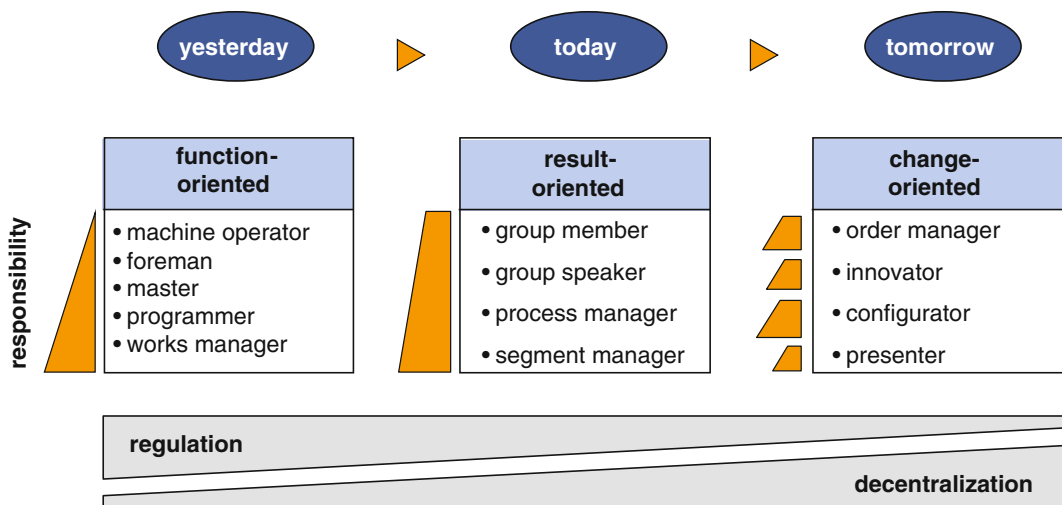 yesterday
today
tomorrow
function-
oriented
result-
oriented
change-
oriented
responsibility
• machine operator
• foreman
• master
• programmer
• works manager
• group member
• group speaker
• process manager
• segment manager
• order manager
• innovator
• configurator
• presenter
regulation
decentralization